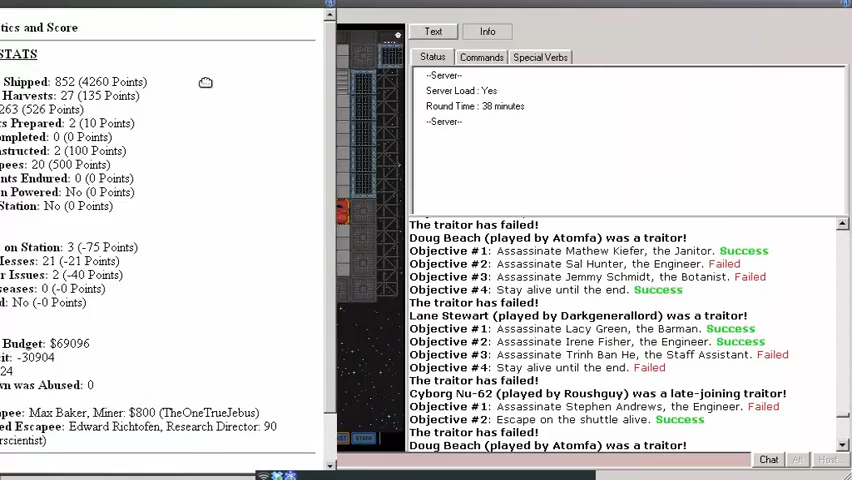 tics and Score
STATS
Shipped: 852 (4260 Points)
Harvests: 27 (135 Points)
263 (526 Points)
ts Prepared: 2 (10 Points)
ompleted: 0 (0 Points)
nstructed: 2 (100 Points)
pees: 20 (500 Points)
nts Endured: 0 (0 Points)
n Powered: No (0 Points)
Station: No (0 Points)
on Station: 3 (-75 Points)
Messes: 21 (-21 Points)
r Issues: 2 (-40 Points)
seases: 0 (-0 Points)
d: No (-0 Points)
Budget: $69096
it: -30904
24
wn was Abused: 0
apee: Max Baker, Miner: $800 (TheOneTrueJebus)
ed Escapee: Edward Richtofen, Research Director: 90
rscientist)
Text
Info
Status
Commands
Special Verbs
--Server--
Server Load : Yes
Round Time : 38 minutes
--Server--
The traitor has failed!
Doug Beach (played by Atomfa) was a traitor!
Objective #1: Assassinate Mathew Kiefer, the Janitor. Success
Objective #2: Assassinate Sal Hunter, the Engineer. Failed
Objective #3: Assassinate Jemmy Schmidt, the Botanist. Failed
Objective #4: Stay alive until the end. Success
The traitor has failed!
Lane Stewart (played by Darkgenerallord) was a traitor!
Objective #1: Assassinate Lacy Green, the Barman. Success
Objective #2: Assassinate Irene Fisher, the Engineer. Success
Objective #3: Assassinate Trinh Ban He, the Staff Assistant. Failed
Objective #4: Stay alive until the end. Failed
The traitor has failed!
Cyborg Nu-62 (played by Roushguy) was a late-joining traitor!
Objective #1: Assassinate Stephen Andrews, the Engineer. Failed
Objective #2: Escape on the shuttle alive. Success
The traitor has failed!
Doug Beach (played by Atomfa) was a traitor!
Chat
Alt
Host